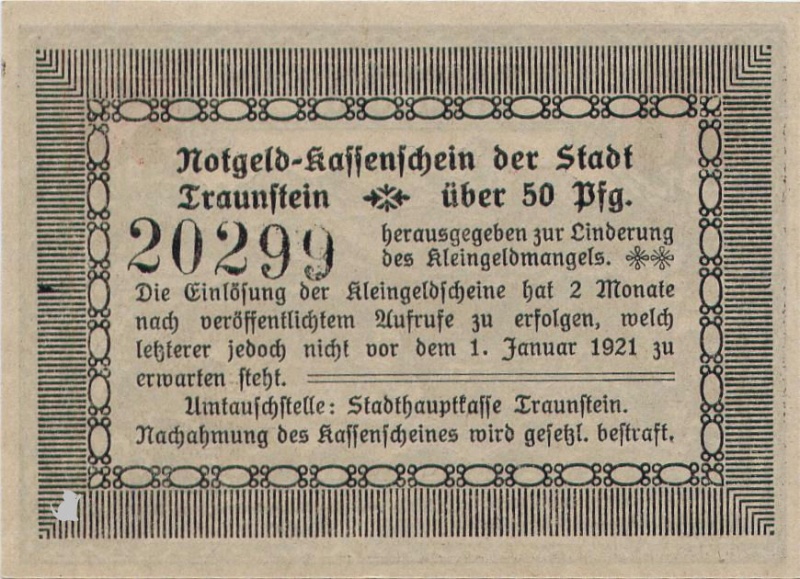 Notgeld-Kassenschein der Stadt
Traunstein über 50 Pfg.
20299
herausgegeben zur Linderung
des Kleingeldmangels.
Die Einlösung der Kleingeldscheine hat 2 Monate
nach veröffentlichtem Aufrufe zu erfolgen, welch
letzterer jedoch nicht vor dem 1. Januar 1921 zu
erwarten steht.
Umtauschstelle: Stadthauptkasse Traunstein.
Nachahmung des Kassenscheines wird gesetzl. bestraft.